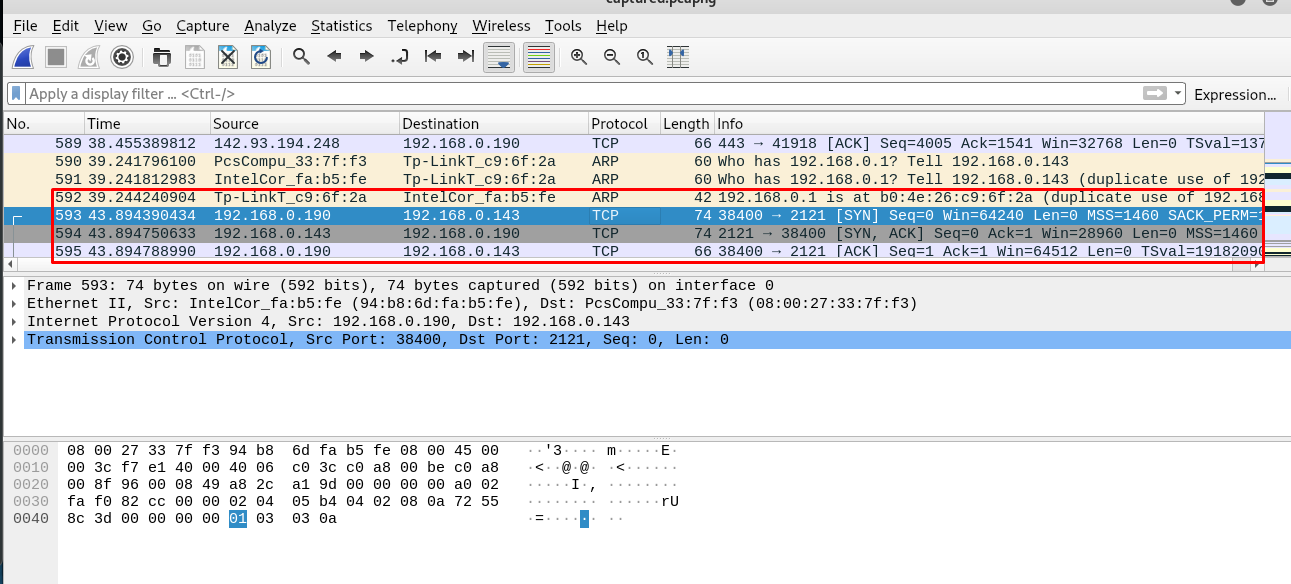 captured.pcapng
File Edit View Go Capture Analyze Statistics Telephony Wireless Tools Help
Apply a display filter ... <Ctrl-/> Expression...
No. Time Source Destination Protocol Length Info
589 38.455389812 142.93.194.248 192.168.0.190 TCP 66 443 → 41918 [ACK] Seq=4005 Ack=1541 Win=32768 Len=0 TSval=137
590 39.241796100 PcsCompu_33:7f:f3 Tp-LinkT_c9:6f:2a ARP 60 Who has 192.168.0.1? Tell 192.168.0.143
591 39.241812983 IntelCor_fa:b5:fe Tp-LinkT_c9:6f:2a ARP 60 Who has 192.168.0.1? Tell 192.168.0.143 (duplicate use of 192
592 39.244240904 Tp-LinkT_c9:6f:2a IntelCor_fa:b5:fe ARP 42 192.168.0.1 is at b0:4e:26:c9:6f:2a (duplicate use of 192.168
593 43.894390434 192.168.0.190 192.168.0.143 TCP 74 38400 → 2121 [SYN] Seq=0 Win=64240 Len=0 MSS=1460 SACK_PERM=1
594 43.894750633 192.168.0.143 192.168.0.190 TCP 74 2121 → 38400 [SYN, ACK] Seq=0 Ack=1 Win=28960 Len=0 MSS=1460
595 43.894788990 192.168.0.190 192.168.0.143 TCP 66 38400 → 2121 [ACK] Seq=1 Ack=1 Win=64512 Len=0 TSval=19182090
Frame 593: 74 bytes on wire (592 bits), 74 bytes captured (592 bits) on interface 0
Ethernet II, Src: IntelCor_fa:b5:fe (94:b8:6d:fa:b5:fe), Dst: PcsCompu_33:7f:f3 (08:00:27:33:7f:f3)
Internet Protocol Version 4, Src: 192.168.0.190, Dst: 192.168.0.143
Transmission Control Protocol, Src Port: 38400, Dst Port: 2121, Seq: 0, Len: 0
0000 08 00 27 33 7f f3 94 b8 6d fa b5 fe 08 00 45 00 ··'3···· m·····E·
0010 00 3c f7 e1 40 00 40 06 c0 3c c0 a8 00 be c0 a8 ·<··@·@· ·<······
0020 00 8f 96 00 08 49 a8 2c a1 9d 00 00 00 00 a0 02 ·····I·, ········
0030 fa f0 82 cc 00 00 02 04 05 b4 04 02 08 0a 72 55 ········ ······rU
0040 8c 3d 00 00 00 00 01 03 03 0a ·=······ ··